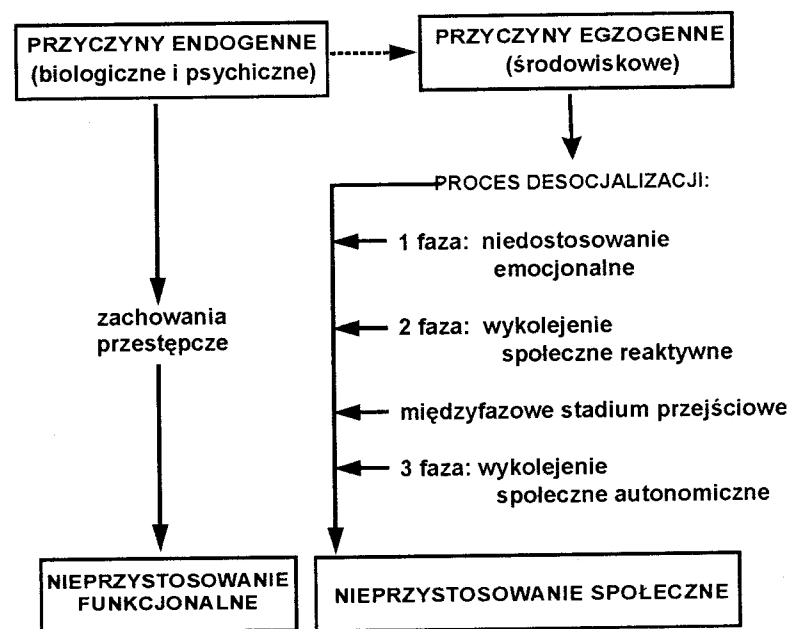 PRZYCZYNY ENDOGENNE
(biologiczne i psychiczne)
PRZYCZYNY EGZOGENNE
(środowiskowe)
PROCES DESOCJALIZACJI:
1 faza: niedostosowanie
emocjonalne
zachowania
przestępcze
2 faza: wykolejenie
społeczne reaktywne
międzyfazowe stadium przejściowe
3 faza: wykolejenie
społeczne autonomiczne
NIEPRZYSTOSOWANIE
FUNKCJONALNE
NIEPRZYSTOSOWANIE SPOŁECZNE